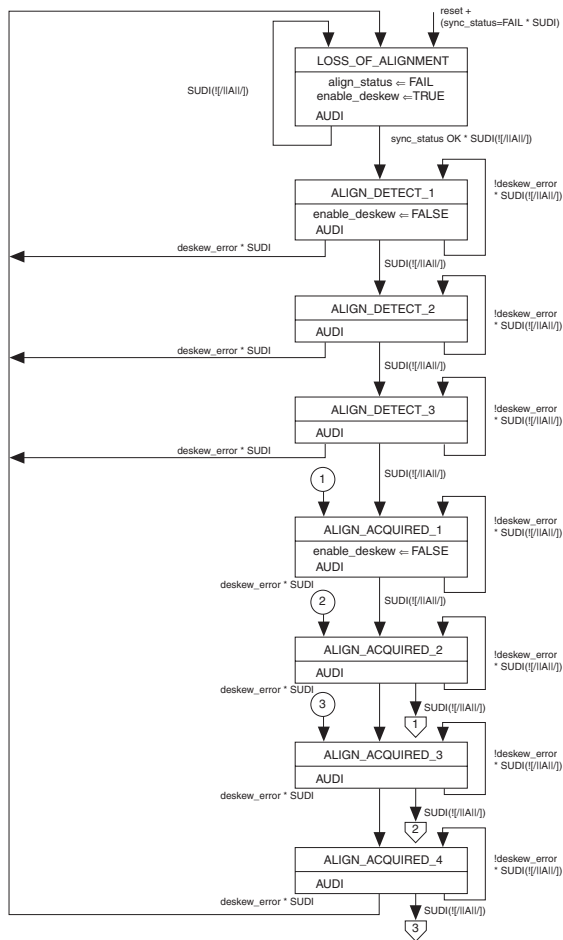 reset +
(sync_status=FAIL * SUDI)
LOSS_OF_ALIGNMENT
SUDI(![/||A||/])
align_status ⇐ FAIL
enable_deskew ⇐TRUE
AUDI
sync_status OK * SUDI(![/||A||/])
ALIGN_DETECT_1
!deskew_error
* SUDI(![/||A||/])
enable_deskew ⇐ FALSE
AUDI
deskew_error * SUDI
SUDI(![/||A||/])
ALIGN_DETECT_2
!deskew_error
* SUDI(![/||A||/])
AUDI
deskew_error * SUDI
SUDI(![/||A||/])
ALIGN_DETECT_3
!deskew_error
* SUDI(![/||A||/])
AUDI
deskew_error * SUDI
SUDI(![/||A||/])
1
ALIGN_ACQUIRED_1
!deskew_error
* SUDI(![/||A||/])
enable_deskew ⇐ FALSE
AUDI
deskew_error * SUDI
SUDI(![/||A||/])
2
ALIGN_ACQUIRED_2
!deskew_error
* SUDI(![/||A||/])
AUDI
deskew_error * SUDI
SUDI(![/||A||/])
1
3
ALIGN_ACQUIRED_3
!deskew_error
* SUDI(![/||A||/])
AUDI
deskew_error * SUDI
SUDI(![/||A||/])
2
ALIGN_ACQUIRED_4
!deskew_error
* SUDI(![/||A||/])
AUDI
deskew_error * SUDI
SUDI(![/||A||/])
3